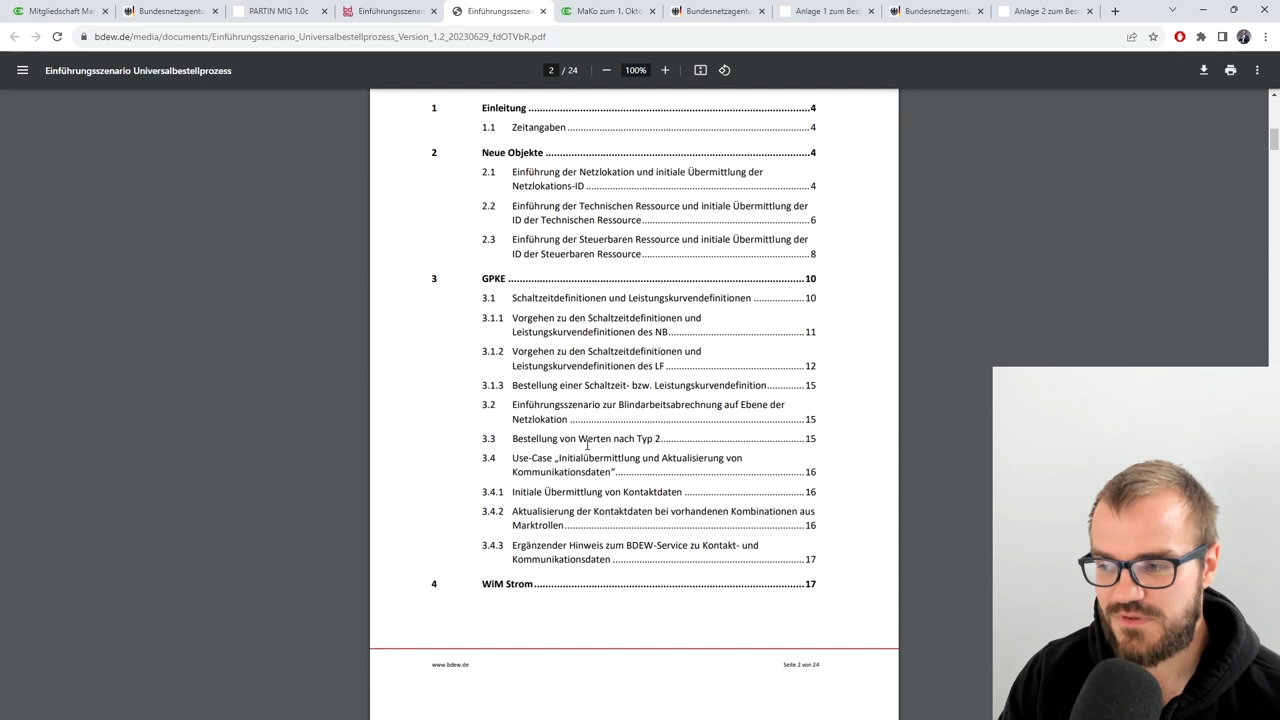 Mitgliedschaft Mac
Bundesnetzagentu
PARTIN MIG 1.0c
Einführungsszenario
Einführungsszenar
MaKo zum 1. Okto
Bundesnetzagentu
Anlage 1 zum Besc
Bundesnetzagentu
Anlage 2 zum Besc
bdew.de/media/documents/Einführungsszenario_Universalbestellprozess_Version_1.2_20230629_fdOTVbR.pdf
Einführungsszenario Universalbestellprozess
2 / 24
100%
1 Einleitung 4
1.1 Zeitangaben 4
2 Neue Objekte 4
2.1 Einführung der Netzlokation und initiale Übermittlung der
Netzlokations-ID 4
2.2 Einführung der Technischen Ressource und initiale Übermittlung der
ID der Technischen Ressource 6
2.3 Einführung der Steuerbaren Ressource und initiale Übermittlung der
ID der Steuerbaren Ressource 8
3 GPKE 10
3.1 Schaltzeitdefinitionen und Leistungskurvendefinitionen 10
3.1.1 Vorgehen zu den Schaltzeitdefinitionen und
Leistungskurvendefinitionen des NB 11
3.1.2 Vorgehen zu den Schaltzeitdefinitionen und
Leistungskurvendefinitionen des LF 12
3.1.3 Bestellung einer Schaltzeit- bzw. Leistungskurvendefinition 15
3.2 Einführungsszenario zur Blindarbeitsabrechnung auf Ebene der
Netzlokation 15
3.3 Bestellung von Werten nach Typ 2 15
3.4 Use-Case „Initialübermittlung und Aktualisierung von
Kommunikationsdaten“ 16
3.4.1 Initiale Übermittlung von Kontaktdaten 16
3.4.2 Aktualisierung der Kontaktdaten bei vorhandenen Kombinationen aus
Marktrollen 16
3.4.3 Ergänzender Hinweis zum BDEW-Service zu Kontakt- und
Kommunikationsdaten 17
4 WiM Strom 17
www.bdew.de
Seite 2 von 24